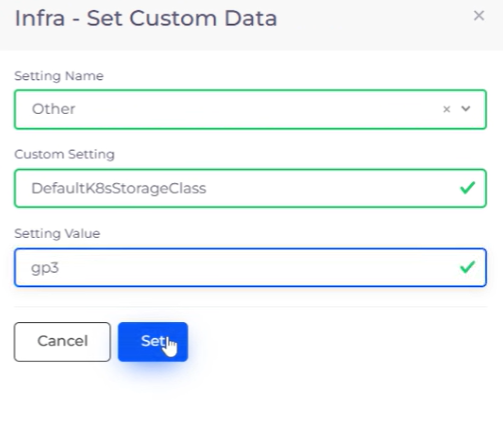 Infra - Set Custom Data
Setting Name
Other
Custom Setting
DefaultK8sStorageClass
Setting Value
gp3
Cancel
Set